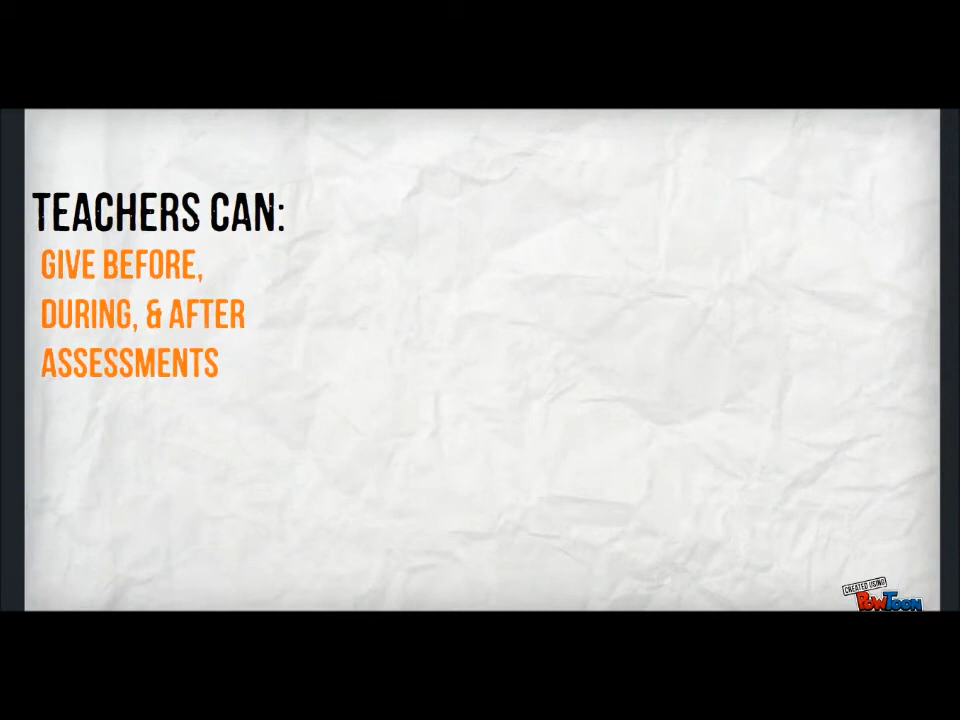 TEACHERS CAN:
GIVE BEFORE,
DURING, & AFTER
ASSESSMENTS
CREATED USING
POWTOON